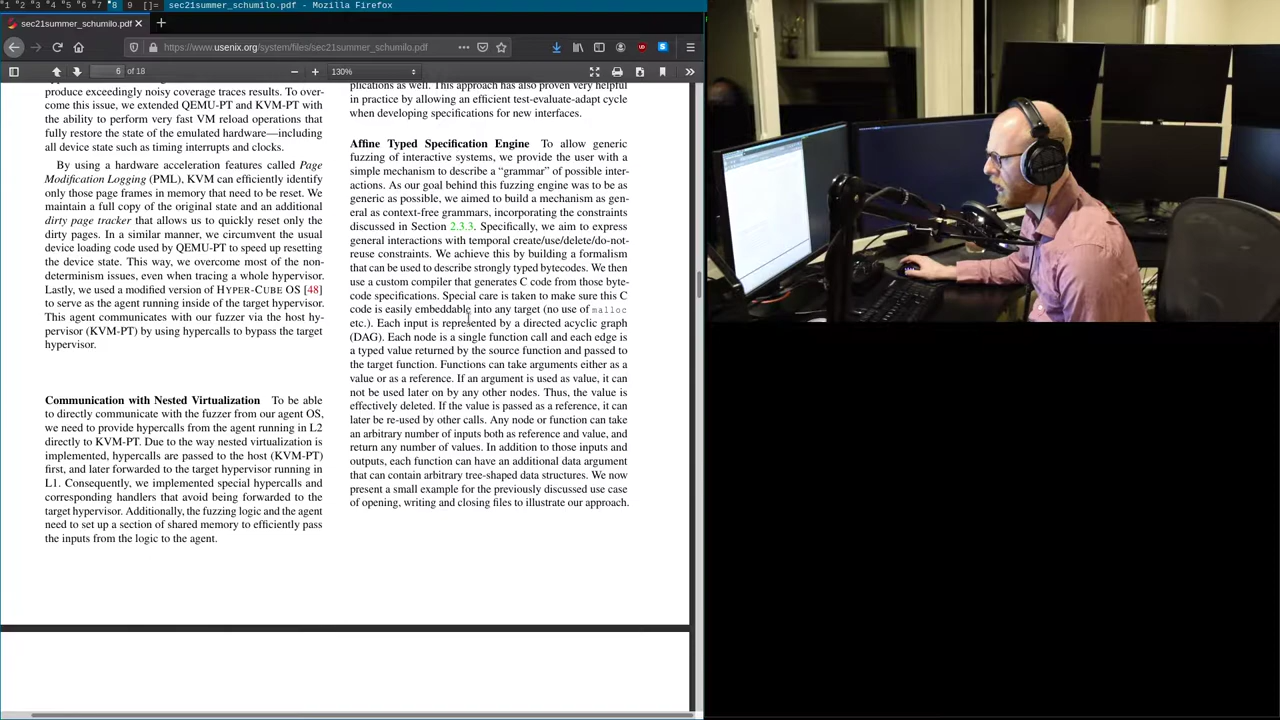 1 2 3 4 5 6 7 8 9 []= sec21summer_schumilo.pdf - Mozilla Firefox
sec21summer_schumilo.pdf
https://www.usenix.org/system/files/sec21summer_schumilo.pdf
6 of 18 130%
produce exceedingly noisy coverage traces results. To over-
come this issue, we extended QEMU-PT and KVM-PT with
the ability to perform very fast VM reload operations that
fully restore the state of the emulated hardware—including
all device state such as timing interrupts and clocks.
By using a hardware acceleration features called Page
Modification Logging (PML), KVM can efficiently identify
only those page frames in memory that need to be reset. We
maintain a full copy of the original state and an additional
dirty page tracker that allows us to quickly reset only the
dirty pages. In a similar manner, we circumvent the usual
device loading code used by QEMU-PT to speed up resetting
the device state. This way, we overcome most of the non-
determinism issues, even when tracing a whole hypervisor.
Lastly, we used a modified version of HYPER-CUBE OS [48]
to serve as the agent running inside of the target hypervisor.
This agent communicates with our fuzzer via the host hy-
pervisor (KVM-PT) by using hypercalls to bypass the target
hypervisor.
Communication with Nested Virtualization To be able
to directly communicate with the fuzzer from our agent OS,
we need to provide hypercalls from the agent running in L2
directly to KVM-PT. Due to the way nested virtualization is
implemented, hypercalls are passed to the host (KVM-PT)
first, and later forwarded to the target hypervisor running in
L1. Consequently, we implemented special hypercalls and
corresponding handlers that avoid being forwarded to the
target hypervisor. Additionally, the fuzzing logic and the agent
need to set up a section of shared memory to efficiently pass
the inputs from the logic to the agent.
plications as well. This approach has also proven very helpful
in practice by allowing an efficient test-evaluate-adapt cycle
when developing specifications for new interfaces.
Affine Typed Specification Engine To allow generic
fuzzing of interactive systems, we provide the user with a
simple mechanism to describe a “grammar” of possible inter-
actions. As our goal behind this fuzzing engine was to be as
generic as possible, we aimed to build a mechanism as gen-
eral as context-free grammars, incorporating the constraints
discussed in Section 2.3.3. Specifically, we aim to express
general interactions with temporal create/use/delete/do-not-
reuse constraints. We achieve this by building a formalism
that can be used to describe strongly typed bytecodes. We then
use a custom compiler that generates C code from those byte-
code specifications. Special care is taken to make sure this C
code is easily embeddable into any target (no use of malloc
etc.). Each input is represented by a directed acyclic graph
(DAG). Each node is a single function call and each edge is
a typed value returned by the source function and passed to
the target function. Functions can take arguments either as a
value or as a reference. If an argument is used as value, it can
not be used later on by any other nodes. Thus, the value is
effectively deleted. If the value is passed as a reference, it can
later be re-used by other calls. Any node or function can take
an arbitrary number of inputs both as reference and value, and
return any number of values. In addition to those inputs and
outputs, each function can have an additional data argument
that can contain arbitrary tree-shaped data structures. We now
present a small example for the previously discussed use case
of opening, writing and closing files to illustrate our approach.